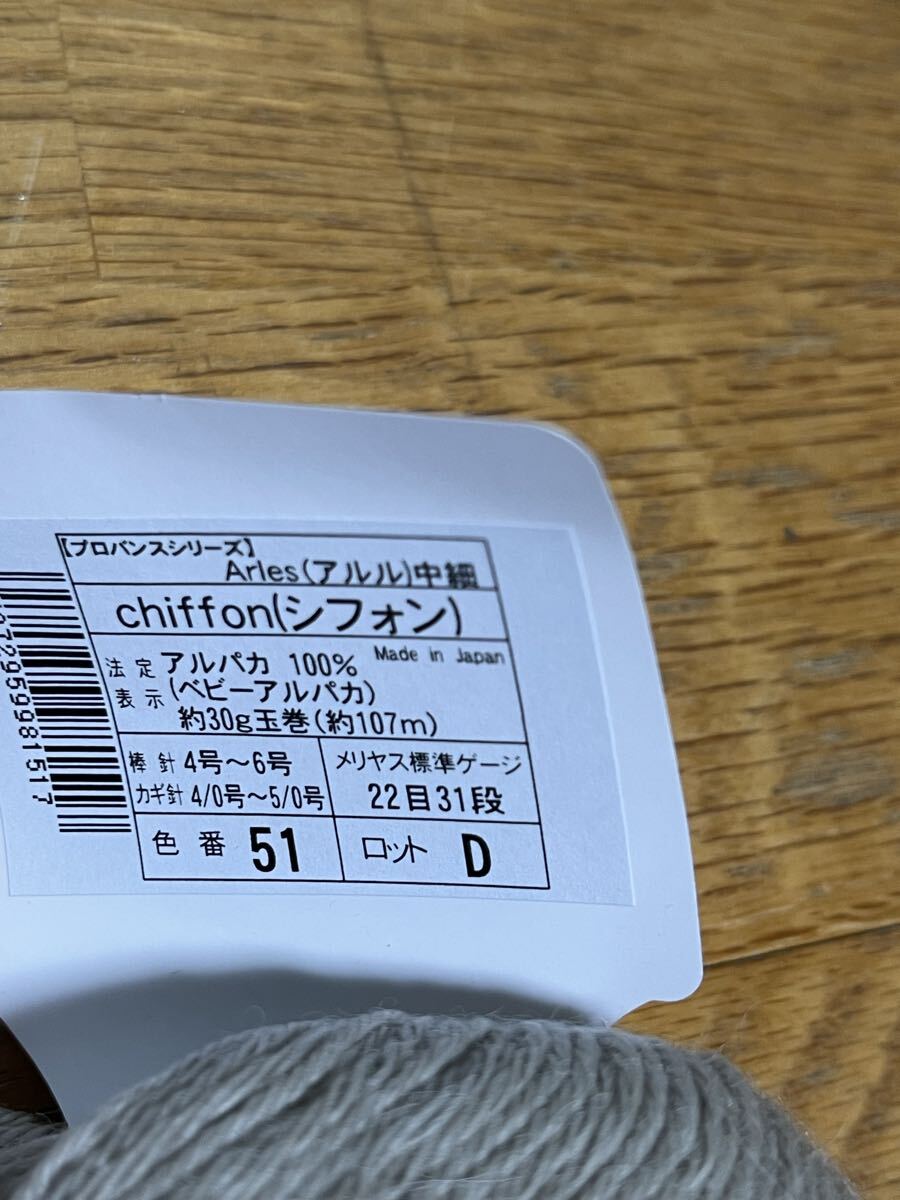 【プロバンスシリーズ】
Arles(アルル)中細
chiffon(シフォン)
法定 アルパカ 100% Made in Japan
表示 (ベビーアルパカ)
約30g玉巻(約107m)
棒針 4号～6号
カギ針 4/0号～5/0号
メリヤス標準ゲージ
22目31段
色番 51
ロット D